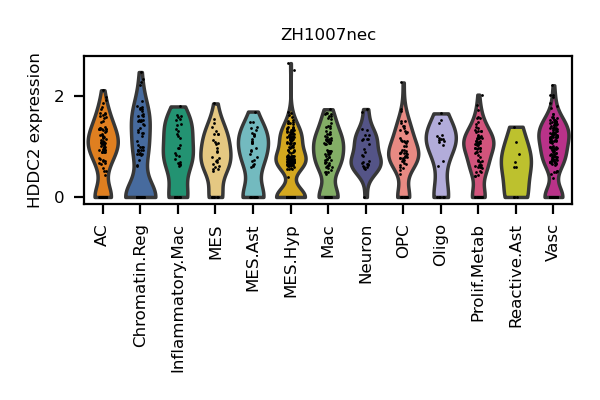 ZH1007nec
HDDC2 expression
2
0
AC
Chromatin.Reg
Inflammatory.Mac
MES
MES.Ast
MES.Hyp
Mac
Neuron
OPC
Oligo
Prolif.Metab
Reactive.Ast
Vasc